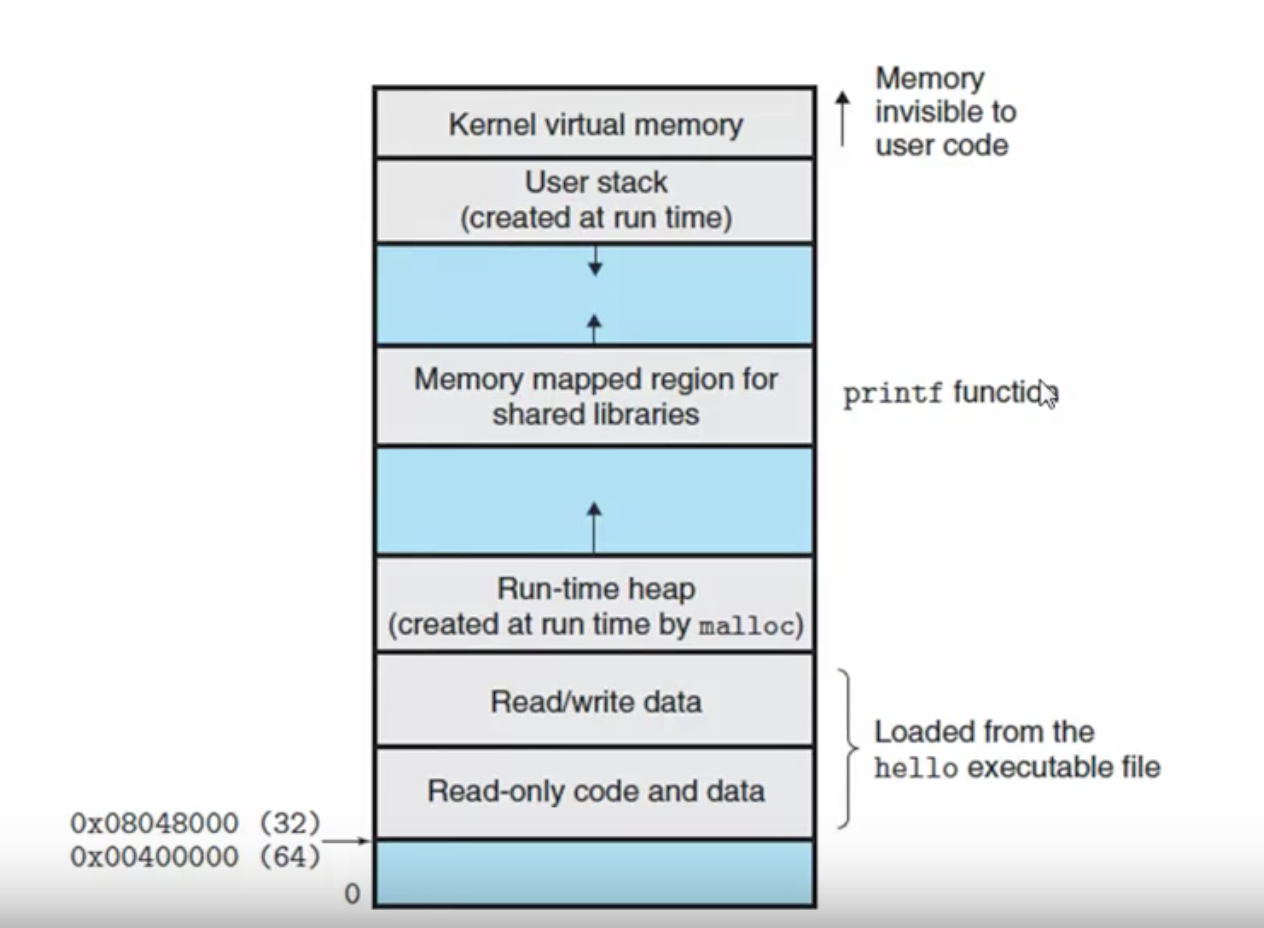 Memory
invisible to
user code
Kernel virtual memory
User stack
(created at run time)
Memory mapped region for
shared libraries
printf function
Run-time heap
(created at run time by malloc)
Read/write data
Loaded from the
hello executable file
Read-only code and data
0x08048000 (32)
0x00400000 (64)
0